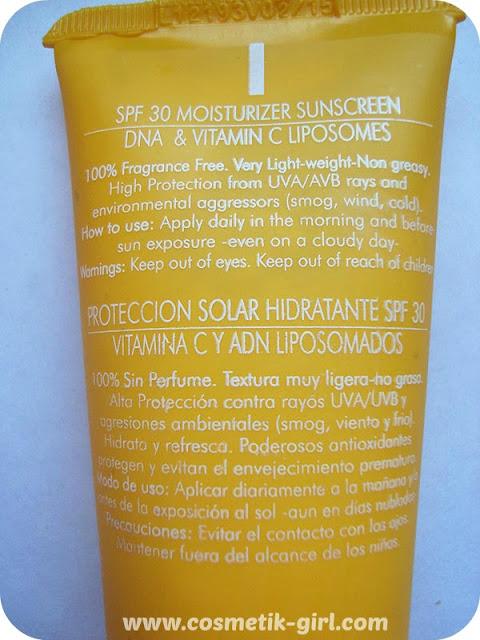 L12193V02/15
SPF 30 MOISTURIZER SUNSCREEN
DNA & VITAMIN C LIPOSOMES
100% Fragrance Free. Very Light-weight-Non greasy.
High Protection from UVA/AVB rays and
environmental aggressors (smog, wind, cold).
How to use: Apply daily in the morning and before
sun exposure -even on a cloudy day-
Warnings: Keep out of eyes. Keep out of reach of children
PROTECCION SOLAR HIDRATANTE SPF 30
VITAMINA C Y ADN LIPOSOMADOS
100% Sin Perfume. Textura muy ligera-no grasa.
Alta Protección contra rayos UVA/UVB y
agresiones ambientales (smog, viento y frio).
Hidrata y refresca. Poderosos antioxidantes
protegen y evitan el envejecimiento prematuro.
Modo de uso: Aplicar diariamente a la mañana y
antes de la exposición al sol -aun en días nublados-
Precauciones: Evitar el contacto con los ojos.
Mantener fuera del alcance de los niños.
www.cosmetik-girl.com